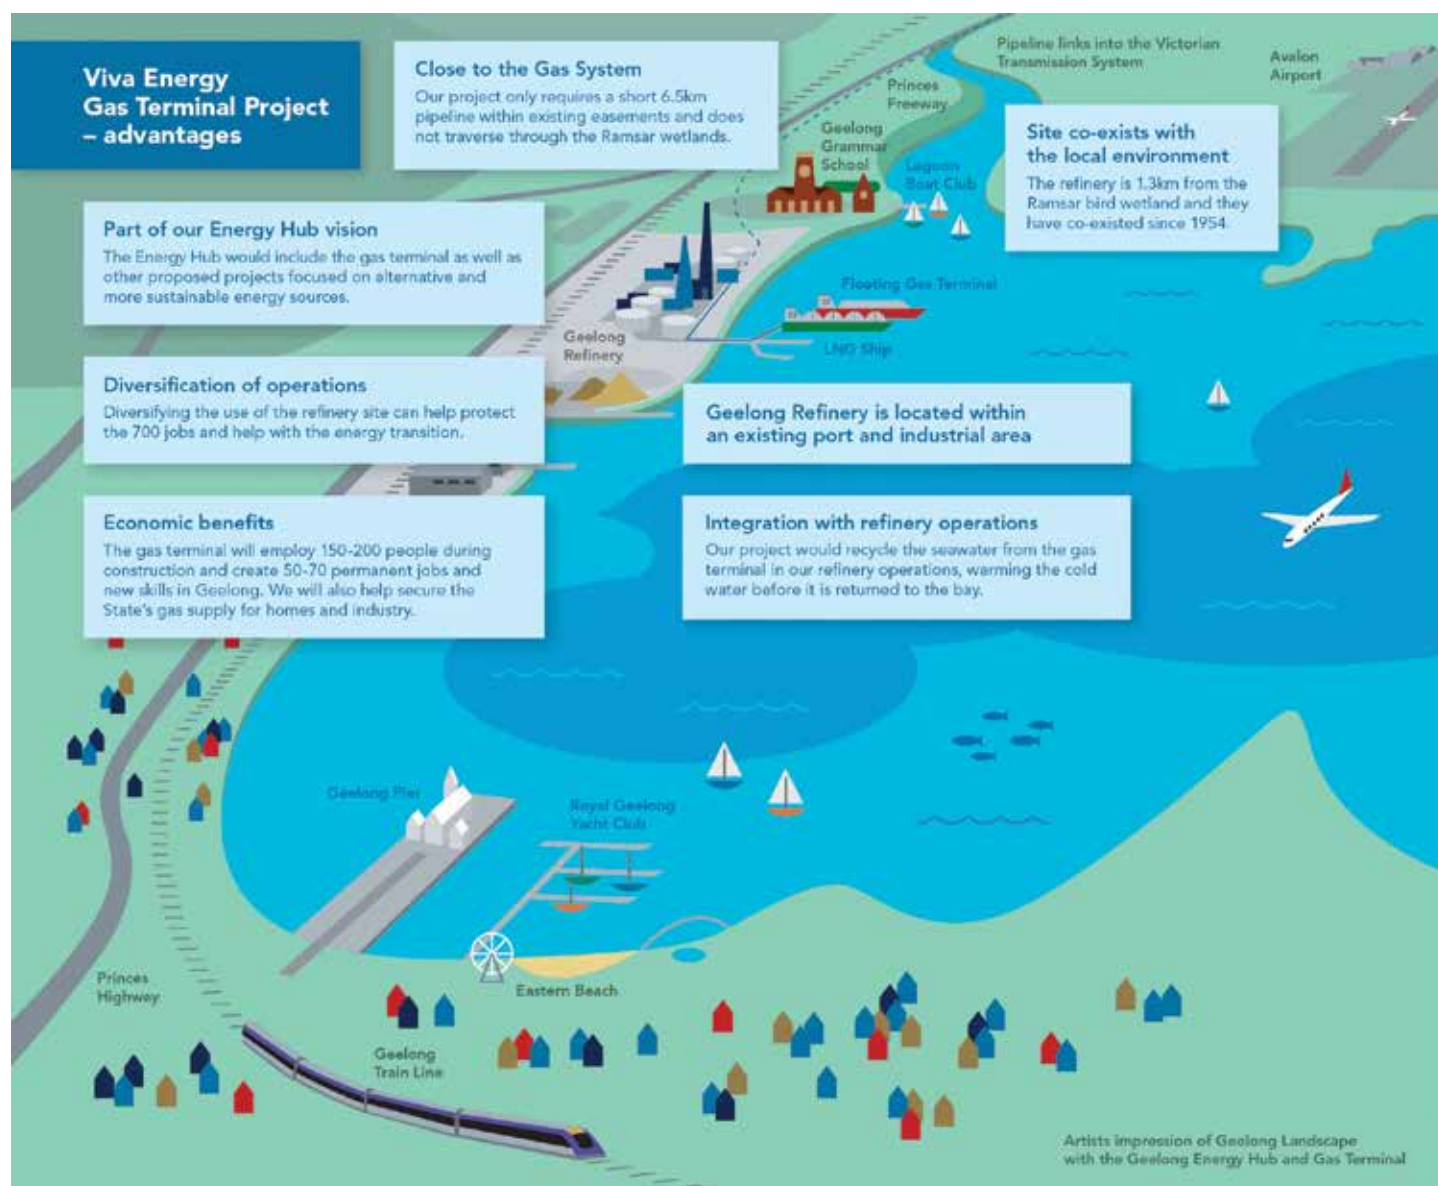 Viva Energy
Gas Terminal Project
– advantages
Close to the Gas System
Our project only requires a short 6.5km
pipeline within existing easements and does
not traverse through the Ramsar wetlands.
Pipeline links into the Victorian
Transmission System
Avalon
Airport
Princes
Freeway
Geelong
Grammar
School
Lagoon
Boat Club
Site co-exists with
the local environment
The refinery is 1.3km from the
Ramsar bird wetland and they
have co-existed since 1954.
Part of our Energy Hub vision
The Energy Hub would include the gas terminal as well as
other proposed projects focused on alternative and
more sustainable energy sources.
Floating Gas Terminal
LNG Ship
Geelong
Refinery
Diversification of operations
Diversifying the use of the refinery site can help protect
the 700 jobs and help with the energy transition.
Geelong Refinery is located within
an existing port and industrial area
Economic benefits
The gas terminal will employ 150-200 people during
construction and create 50-70 permanent jobs and
new skills in Geelong. We will also help secure the
State's gas supply for homes and industry.
Integration with refinery operations
Our project would recycle the seawater from the gas
terminal in our refinery operations, warming the cold
water before it is returned to the bay.
Geelong Pier
Royal Geelong
Yacht Club
Princes
Highway
Eastern Beach
Geelong
Train Line
Artists impression of Geelong Landscape
with the Geelong Energy Hub and Gas Terminal